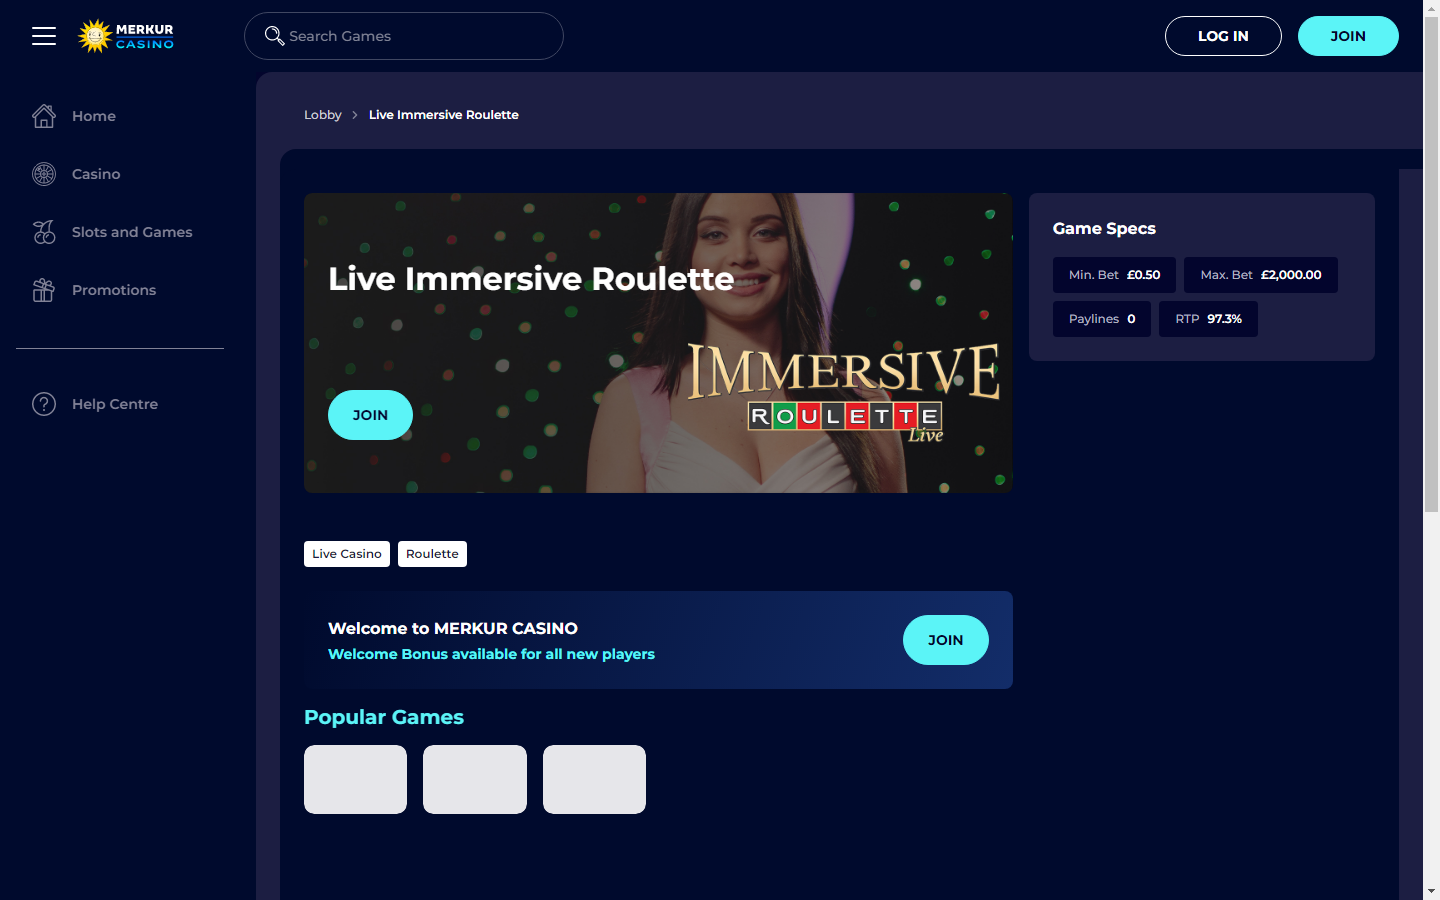 MERKUR
CASINO
Search Games
LOG IN
JOIN
Home
Casino
Slots and Games
Promotions
Help Centre
Lobby
Live Immersive Roulette
Live Immersive Roulette
JOIN
IMMERSIVE
ROULETTE
Live
Game Specs
Min. Bet £0.50
Max. Bet £2,000.00
Paylines 0
RTP 97.3%
Live Casino
Roulette
Welcome to MERKUR CASINO
Welcome Bonus available for all new players
JOIN
Popular Games